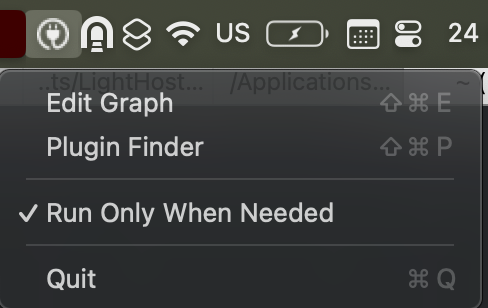 US
24
..ts/LightHost... /Applications... ~ (
Edit Graph ⇧⌘E
Plugin Finder ⇧⌘P
✓ Run Only When Needed
Quit ⌘Q